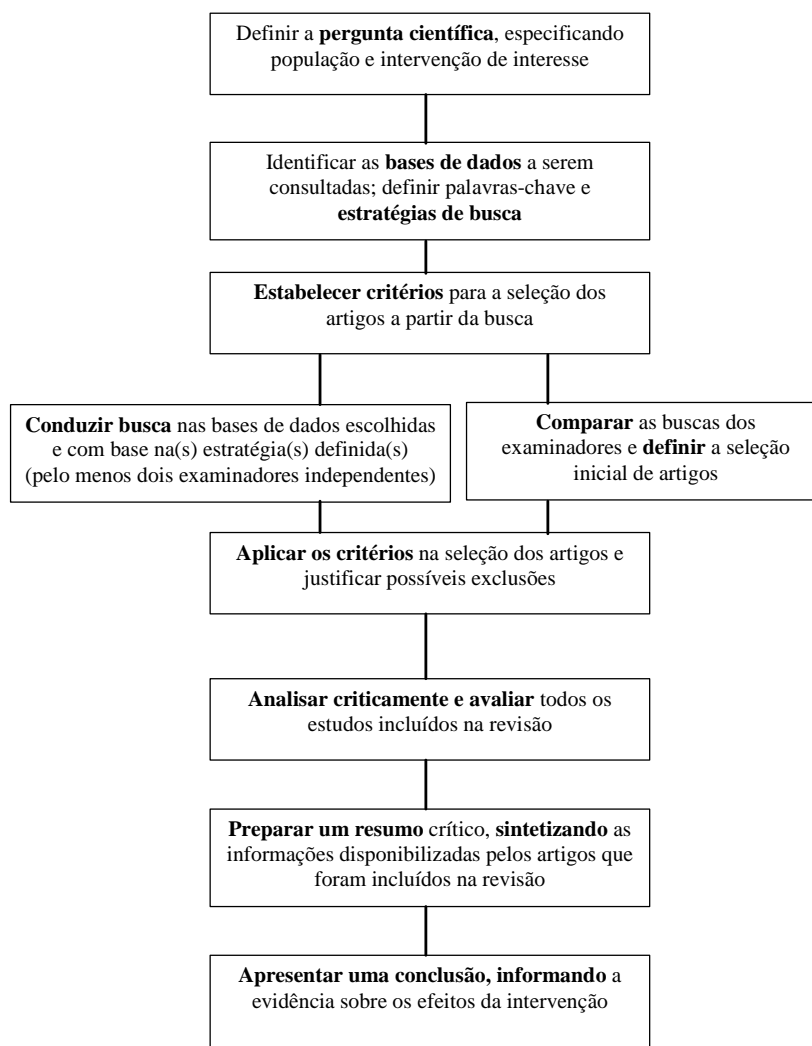 Definir a pergunta científica, especificando
população e intervenção de interesse
Identificar as bases de dados a serem
consultadas; definir palavras-chave e
estratégias de busca
Estabelecer critérios para a seleção dos
artigos a partir da busca
Conduzir busca nas bases de dados escolhidas
e com base na(s) estratégia(s) definida(s)
(pelo menos dois examinadores independentes)
Comparar as buscas dos
examinadores e definir a seleção
inicial de artigos
Aplicar os critérios na seleção dos artigos e
justificar possíveis exclusões
Analisar criticamente e avaliar todos os
estudos incluídos na revisão
Preparar um resumo crítico, sintetizando as
informações disponibilizadas pelos artigos que
foram incluídos na revisão
Apresentar uma conclusão, informando a
evidência sobre os efeitos da intervenção